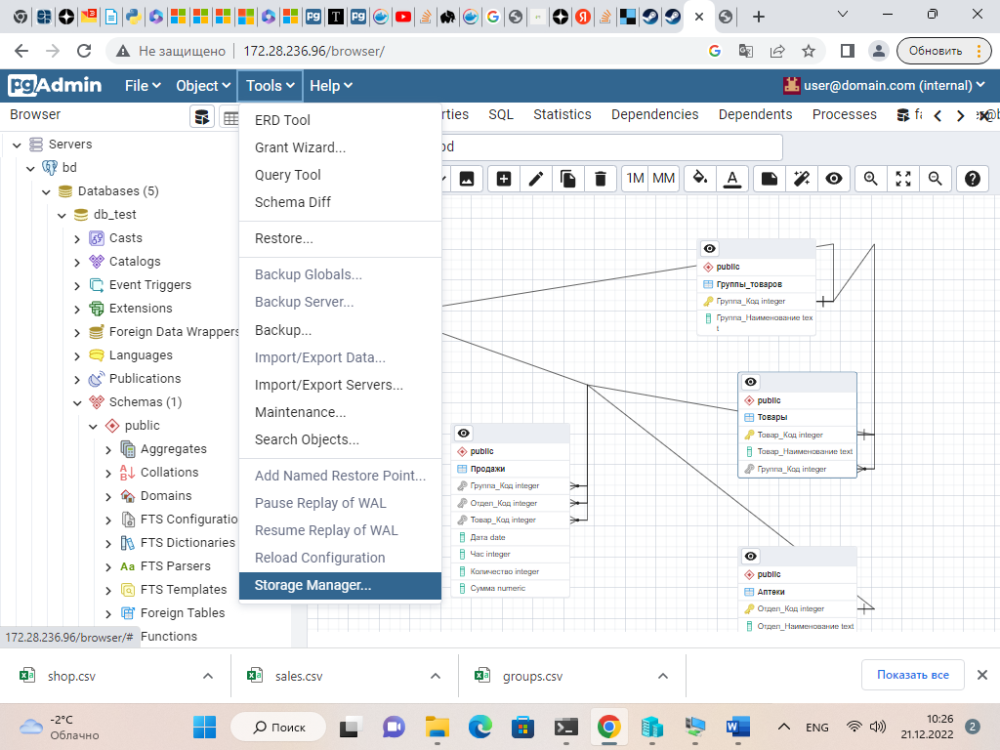 Не защищено
172.28.236.96/browser/
Обновить
pgAdmin
File
Object
Tools
Help
user@domain.com (internal)
Browser
SQL
Statistics
Dependencies
Dependents
Processes
Servers
bd
Databases (5)
db_test
Casts
Catalogs
Event Triggers
Extensions
Foreign Data Wrappers
Languages
Publications
Schemas (1)
public
Aggregates
Collations
Domains
FTS Configuratio
FTS Dictionaries
FTS Parsers
FTS Templates
Foreign Tables
Functions
172.28.236.96/browser/#
ERD Tool
Grant Wizard...
Query Tool
Schema Diff
Restore...
Backup Globals...
Backup Server...
Backup...
Import/Export Data...
Import/Export Servers...
Maintenance...
Search Objects...
Add Named Restore Point...
Pause Replay of WAL
Resume Replay of WAL
Reload Configuration
Storage Manager...
1M
MM
public
Группы_товаров
Группа_Код integer
Группа_Наименование tex
t
public
Товары
Товар_Код integer
Товар_Наименование text
Группа_Код integer
public
Продажи
Группа_Код integer
Отдел_Код integer
Товар_Код integer
Дата date
Час integer
Количество integer
Сумма numeric
public
Аптеки
Отдел_Код integer
Отдел_Наименование text
shop.csv
sales.csv
groups.csv
Показать все
-2°C
Облачно
Поиск
ENG
10:26
21.12.2022
2